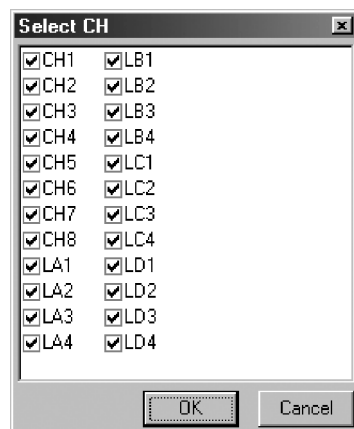 Select CH
CH1 LB1
CH2 LB2
CH3 LB3
CH4 LB4
CH5 LC1
CH6 LC2
CH7 LC3
CH8 LC4
LA1 LD1
LA2 LD2
LA3 LD3
LA4 LD4
OK Cancel